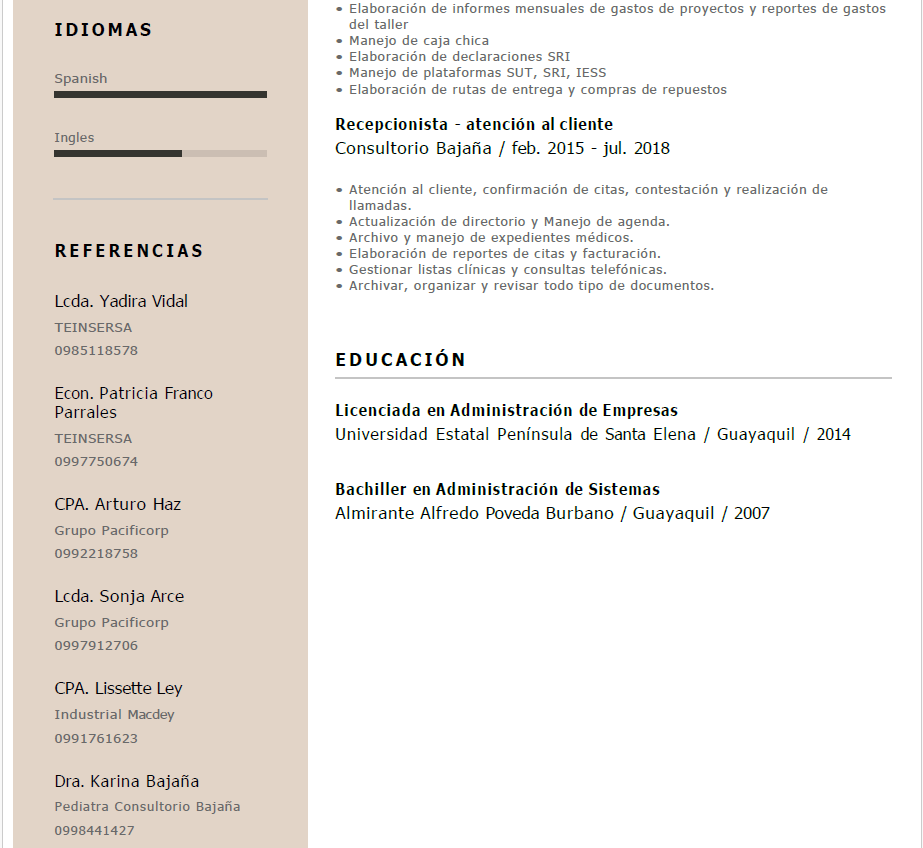 IDIOMAS
Spanish
Ingles
REFERENCIAS
Lcda. Yadira Vidal
TEINSERSA
0985118578
Econ. Patricia Franco
Parrales
TEINSERSA
0997750674
CPA. Arturo Haz
Grupo Pacificorp
0992218758
Lcda. Sonja Arce
Grupo Pacificorp
0997912706
CPA. Lissette Ley
Industrial Macdey
0991761623
Dra. Karina Bajaña
Pediatra Consultorio Bajaña
0998441427
• Elaboración de informes mensuales de gastos de proyectos y reportes de gastos
del taller
• Manejo de caja chica
• Elaboración de declaraciones SRI
• Manejo de plataformas SUT, SRI, IESS
• Elaboración de rutas de entrega y compras de repuestos
Recepcionista - atención al cliente
Consultorio Bajaña / feb. 2015 - jul. 2018
• Atención al cliente, confirmación de citas, contestación y realización de
llamadas.
• Actualización de directorio y Manejo de agenda.
• Archivo y manejo de expedientes médicos.
• Elaboración de reportes de citas y facturación.
• Gestionar listas clínicas y consultas telefónicas.
• Archivar, organizar y revisar todo tipo de documentos.
EDUCACIÓN
Licenciada en Administración de Empresas
Universidad Estatal Península de Santa Elena / Guayaquil / 2014
Bachiller en Administración de Sistemas
Almirante Alfredo Poveda Burbano / Guayaquil / 2007